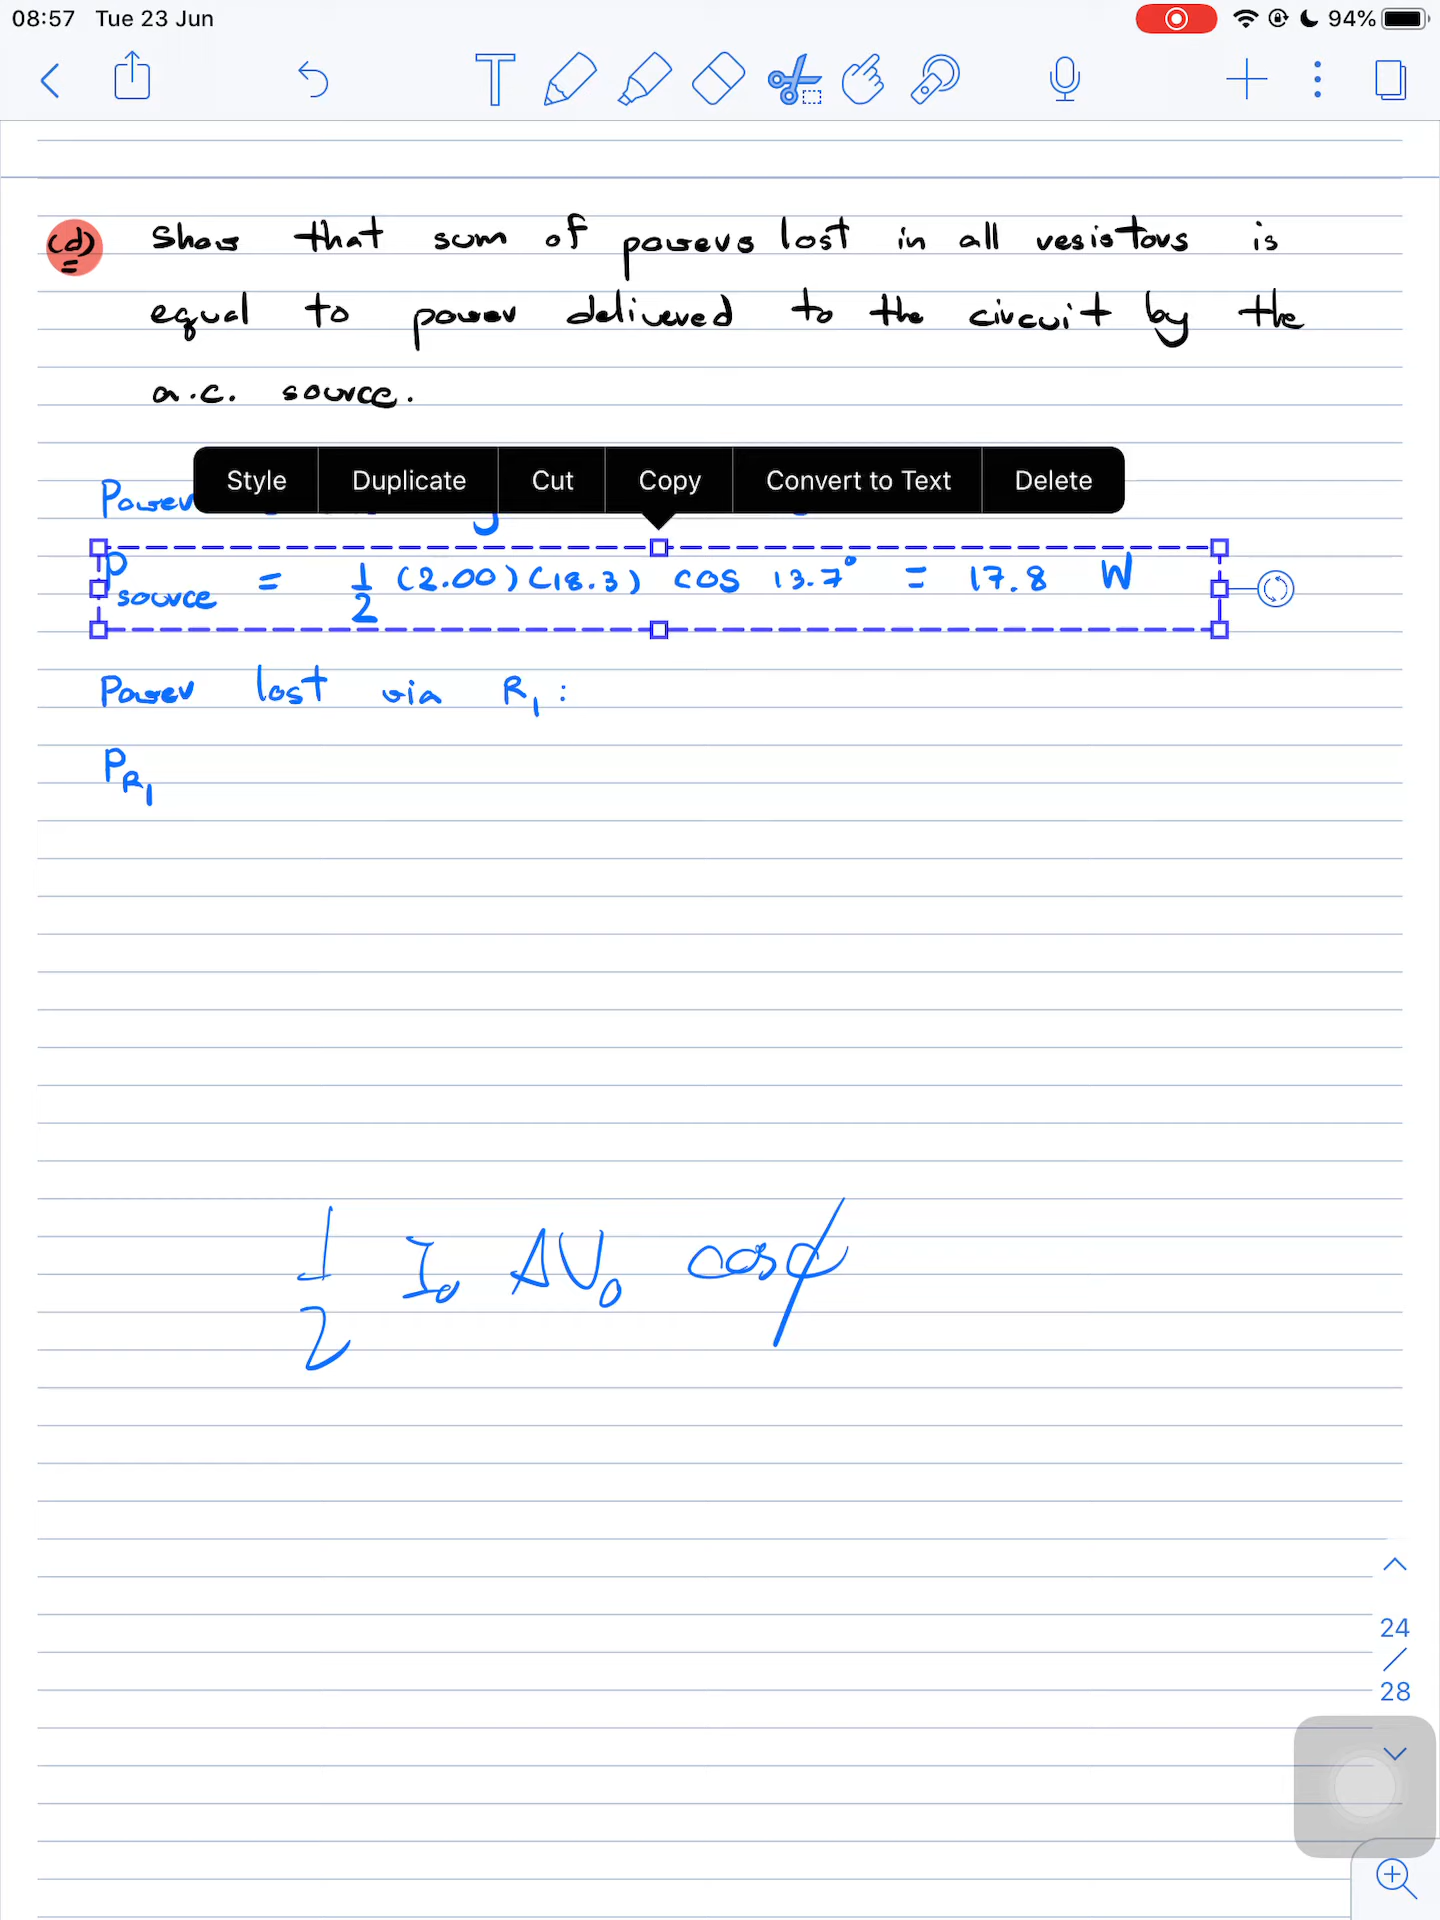 08:57 Tue 23 Jun 94%
T
(d) Show that sum of powers lost in all resistors is
equal to power delivered to the circuit by the
a.c. source.
Style Duplicate Cut Copy Convert to Text Delete
Power
P source = 1/2 (2.00)(18.3) cos 13.7° = 17.8 W
Power lost via R₁ :
P R₁
1/2 I₀ ΔV₀ cos φ
24
/
28